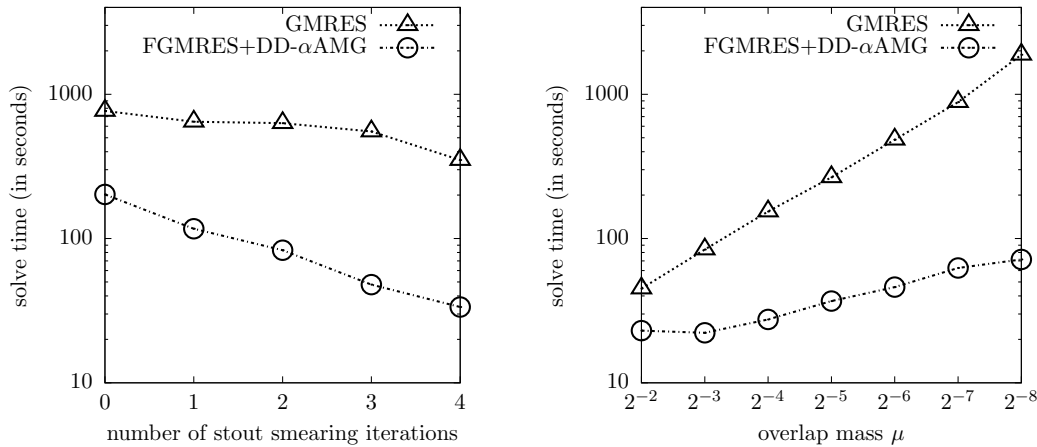 GMRES
FGMRES+DD-αAMG
1000
100
10
solve time (in seconds)
0 1 2 3 4
number of stout smearing iterations
GMRES
FGMRES+DD-αAMG
1000
100
10
solve time (in seconds)
2⁻² 2⁻³ 2⁻⁴ 2⁻⁵ 2⁻⁶ 2⁻⁷ 2⁻⁸
overlap mass μ